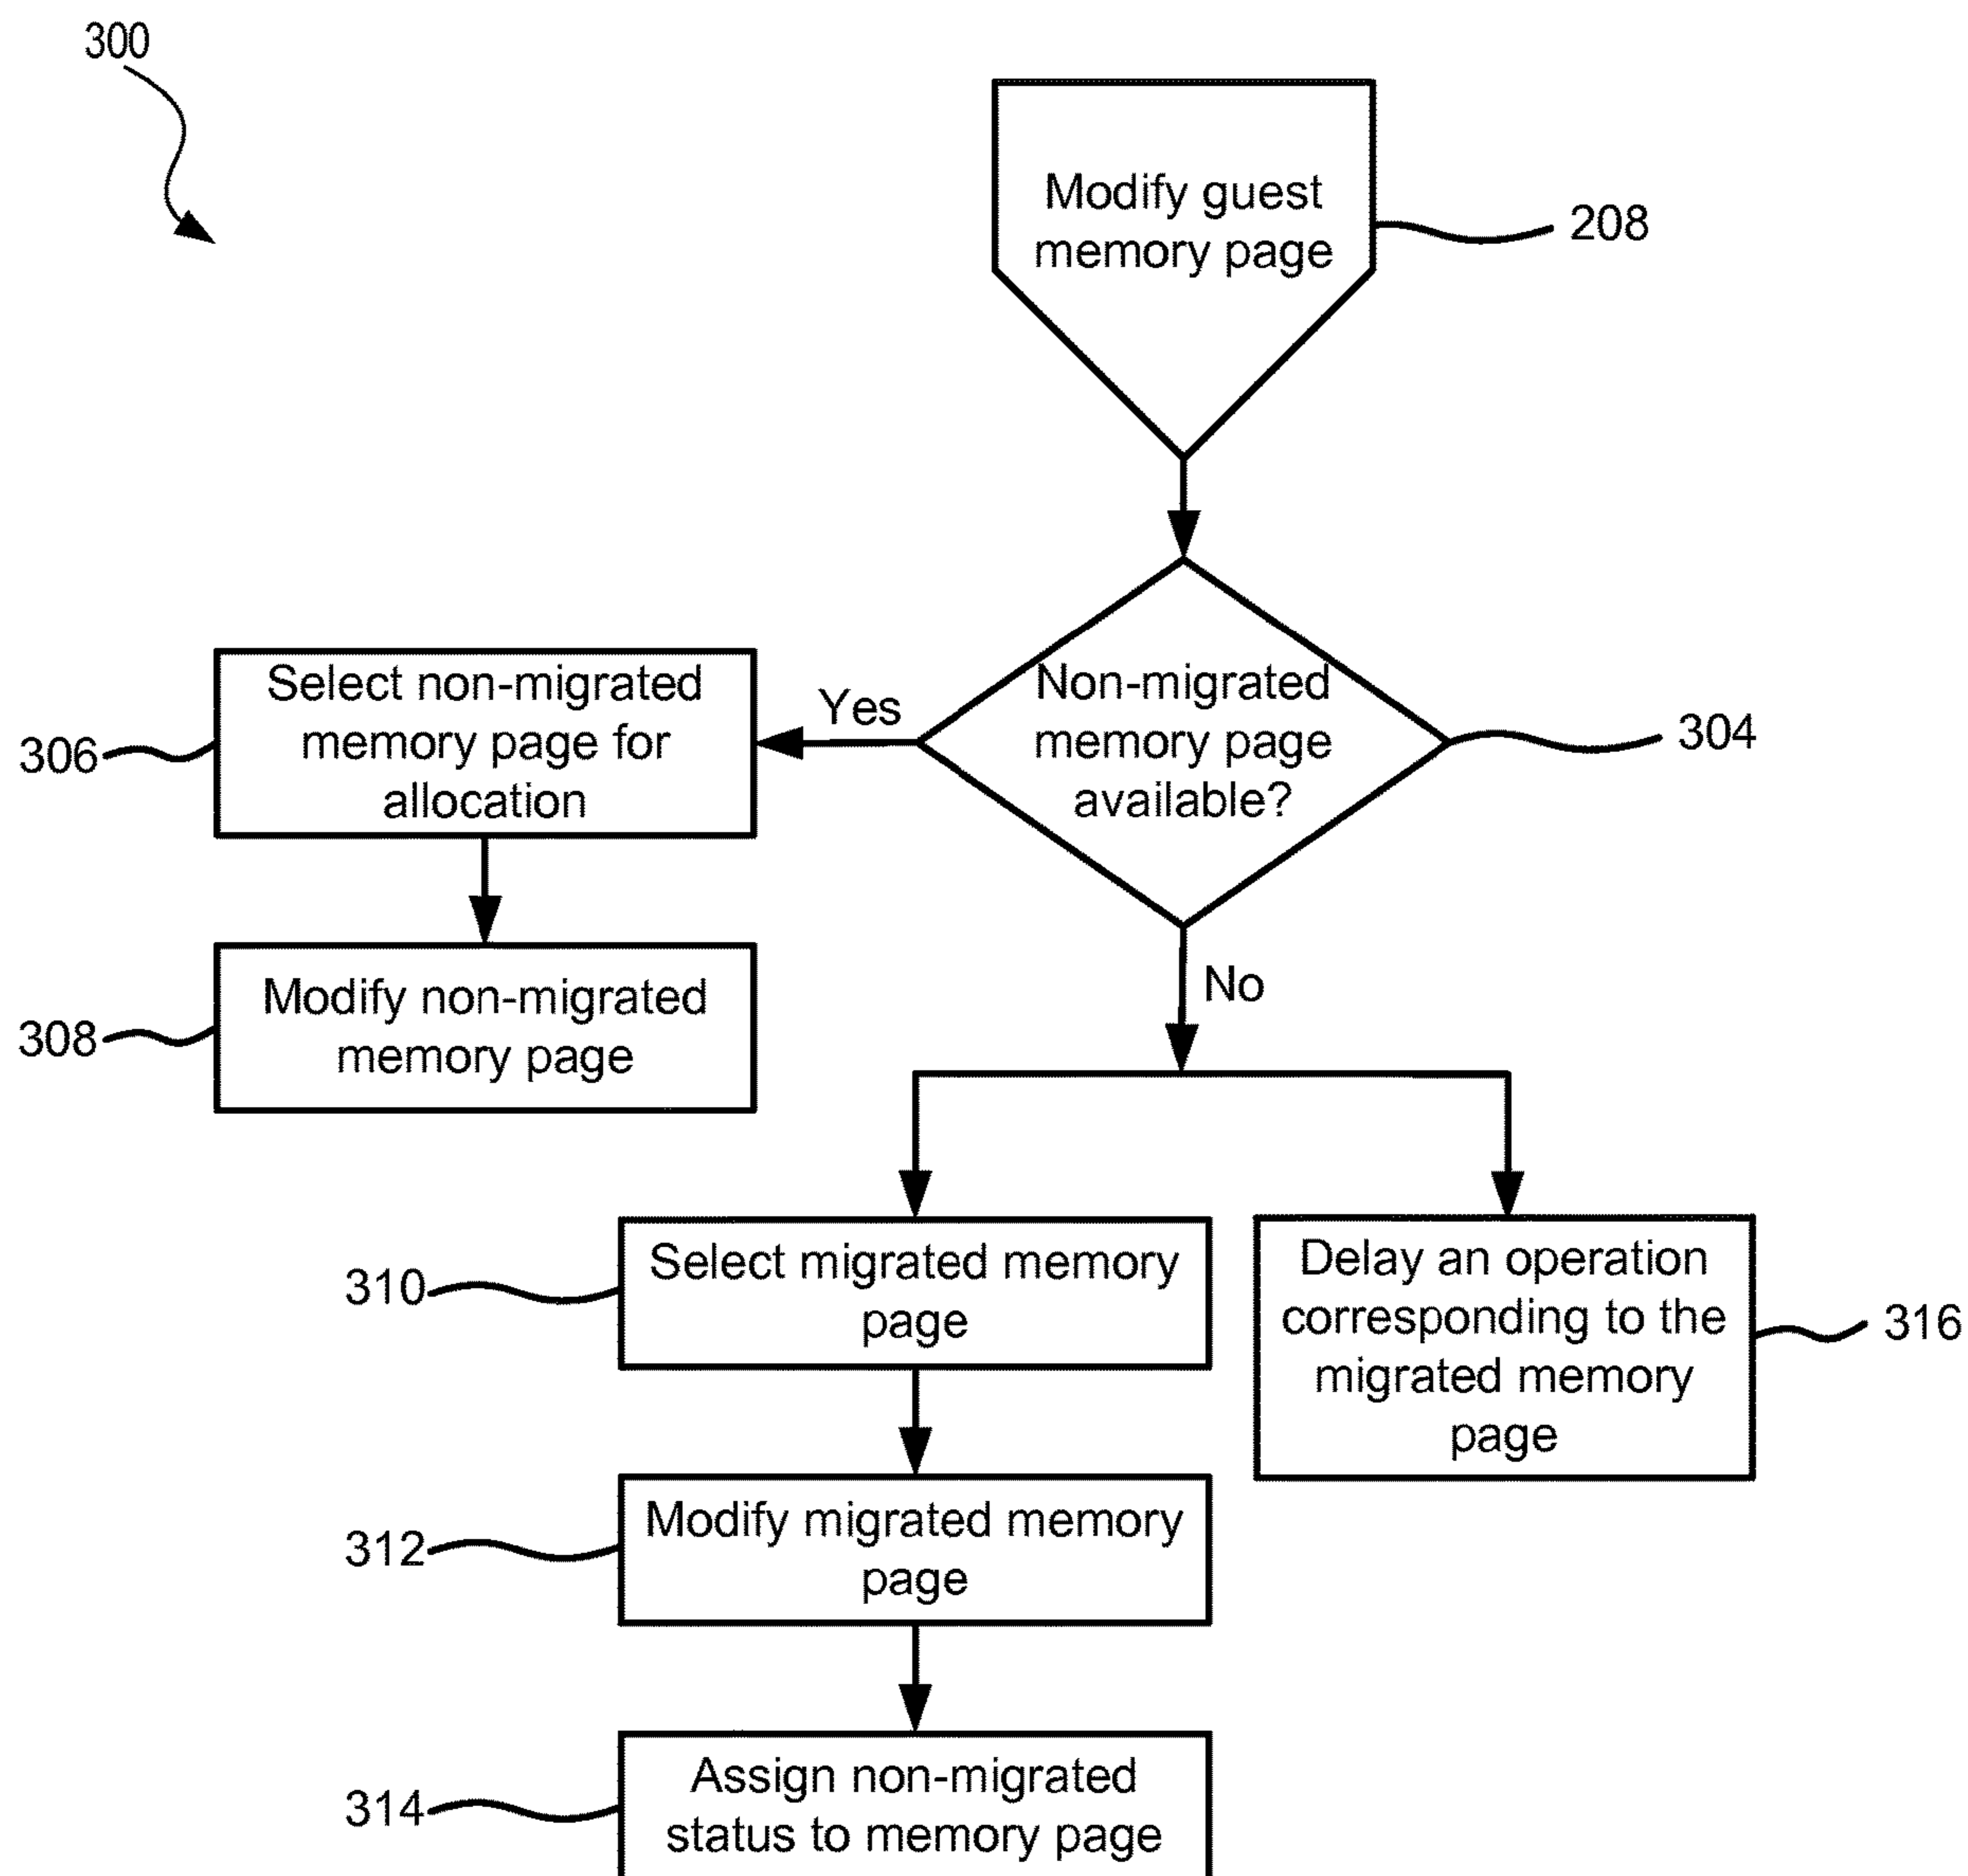 300
Modify guest
memory page
208
Non-migrated
memory page
available?
304
Yes
Select non-migrated
memory page for
allocation
306
Modify non-migrated
memory page
308
No
Select migrated memory
page
310
Delay an operation
corresponding to the
migrated memory
page
316
Modify migrated memory
page
312
Assign non-migrated
status to memory page
314